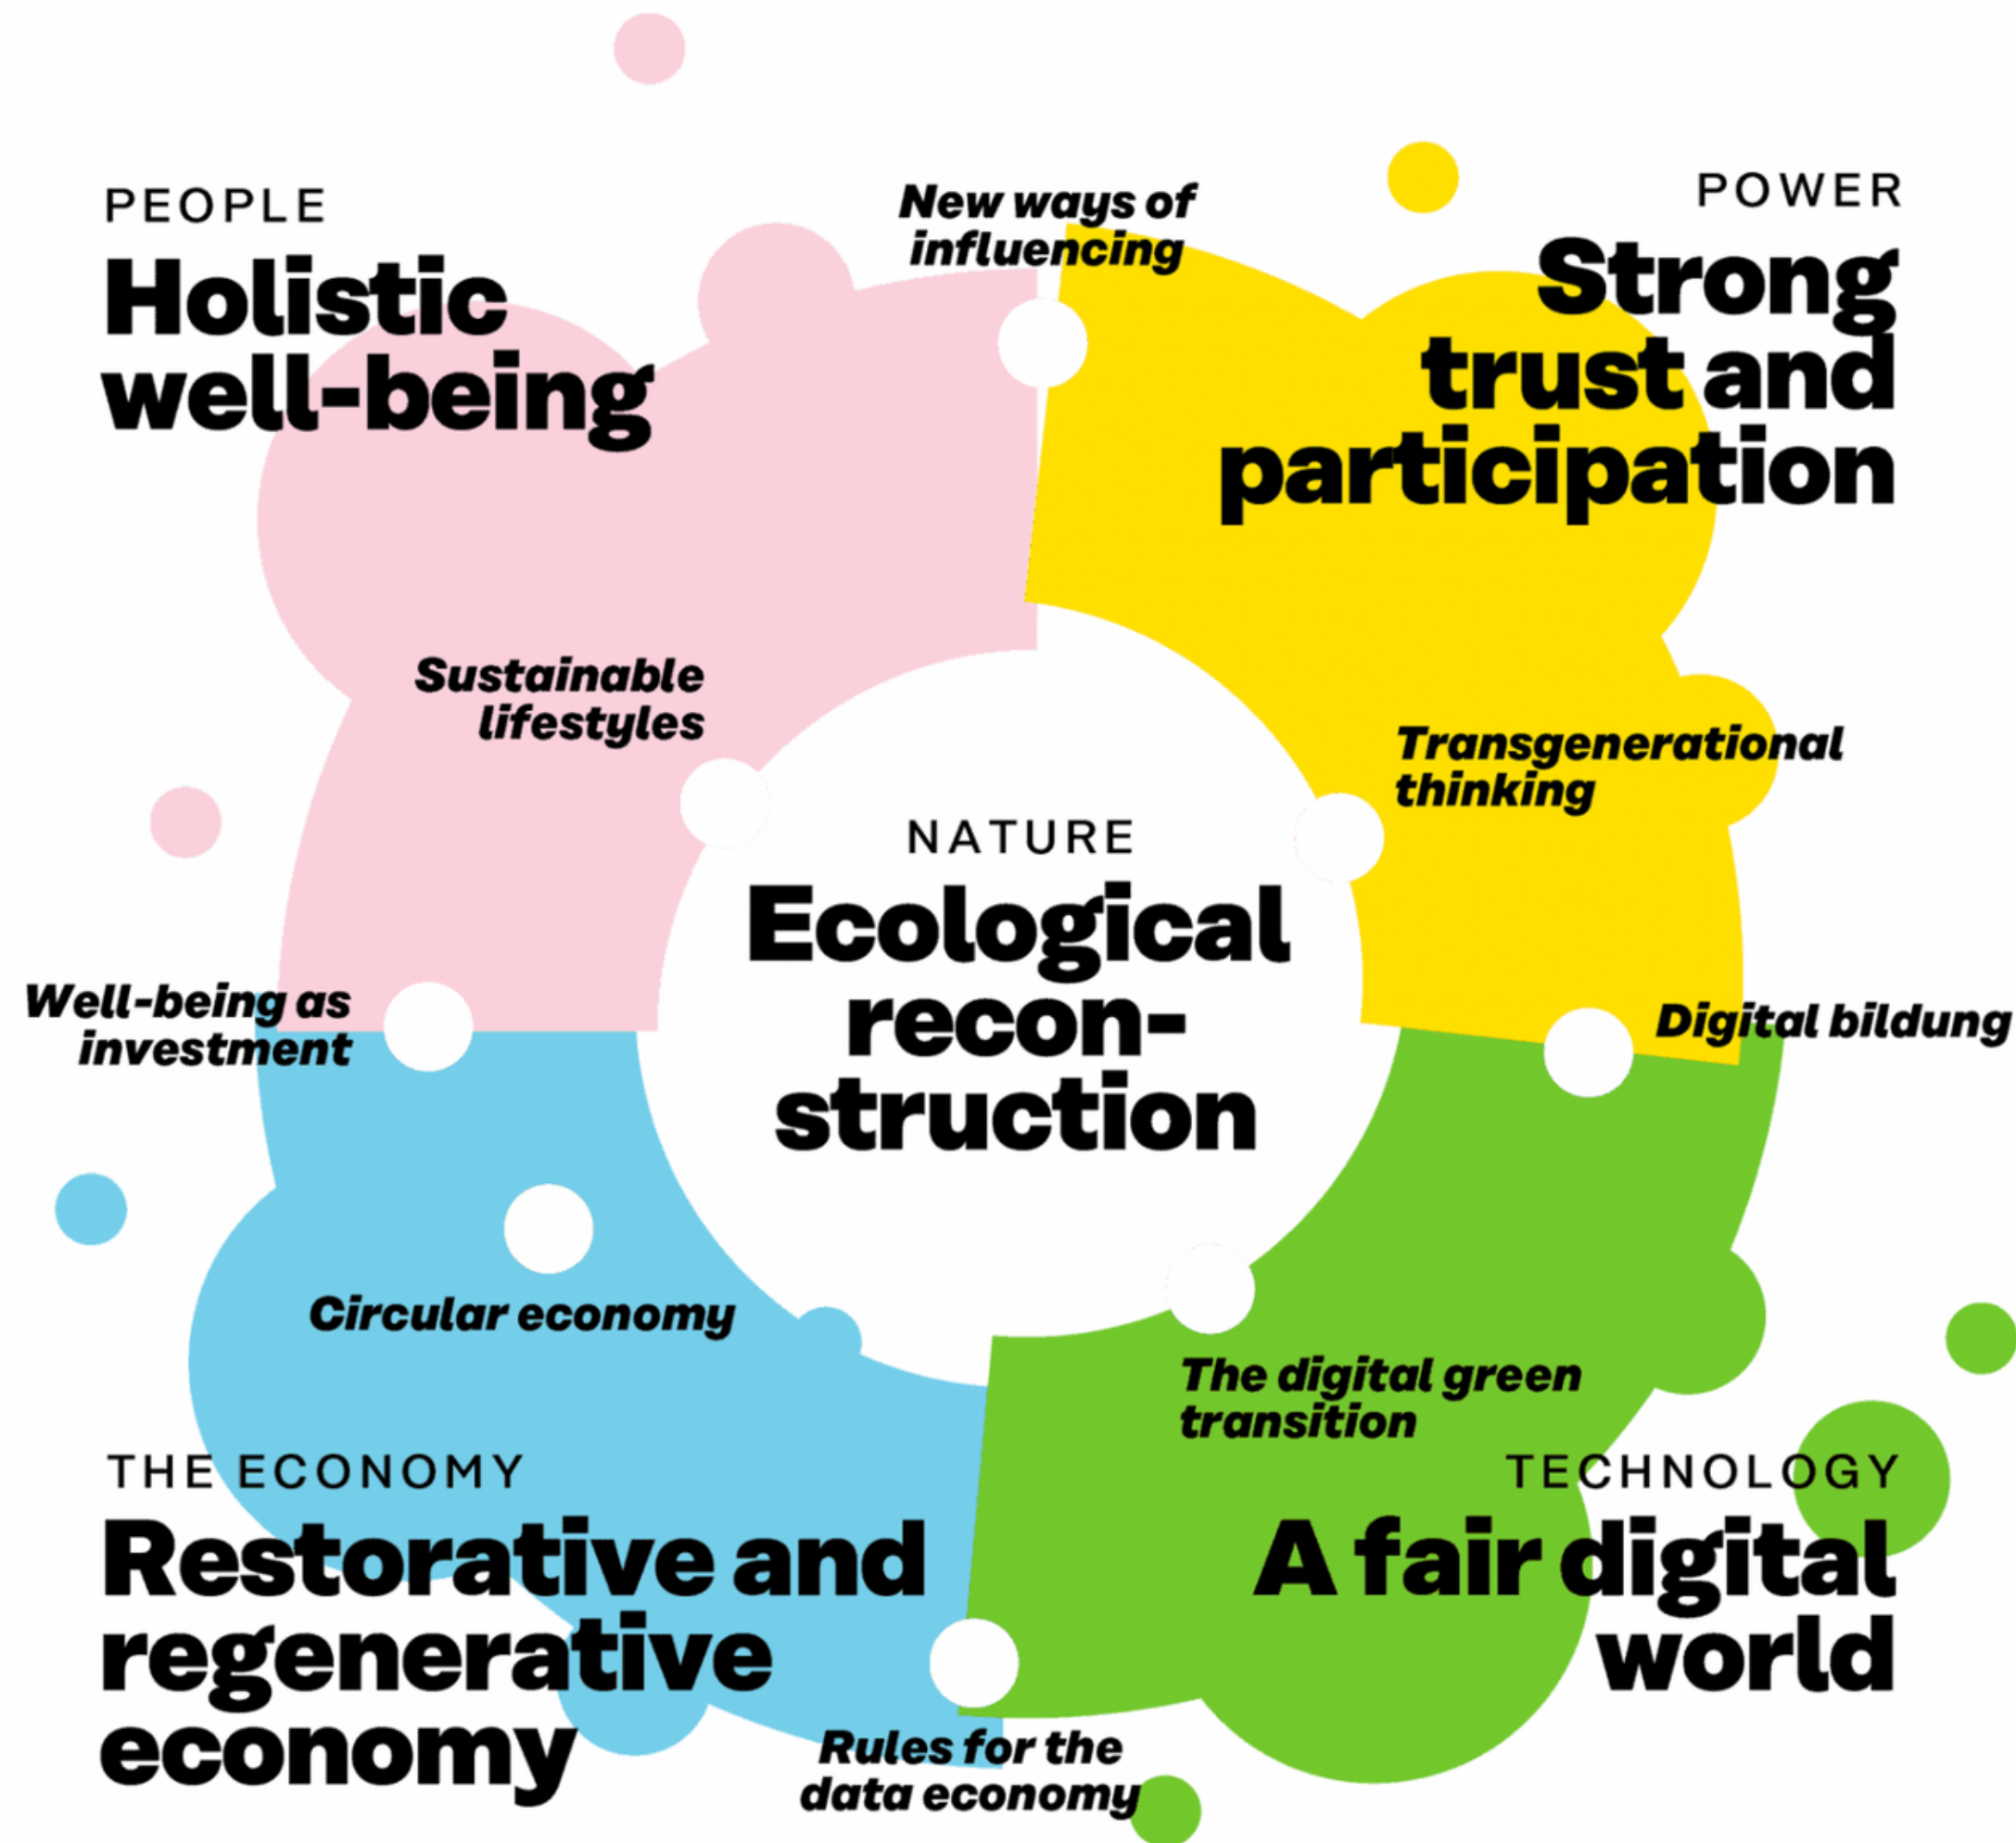 PEOPLE
Holistic
well-being
New ways of
influencing
POWER
Strong
trust and
participation
Sustainable
lifestyles
Transgenerational
thinking
NATURE
Ecological
recon-
struction
Well-being as
investment
Digital bildung
Circular economy
The digital green
transition
THE ECONOMY
Restorative and
regenerative
economy
TECHNOLOGY
A fair digital
world
Rules for the
data economy